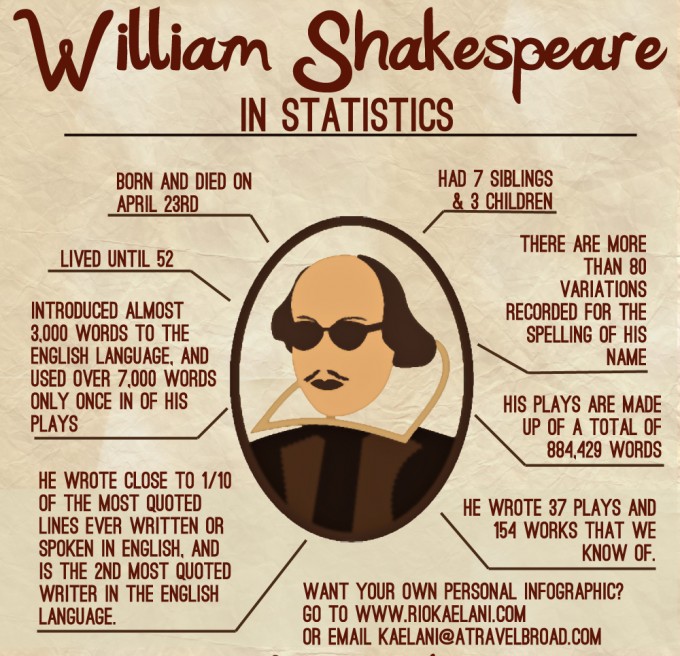 William Shakespeare
IN STATISTICS
BORN AND DIED ON
APRIL 23RD
HAD 7 SIBLINGS
& 3 CHILDREN
LIVED UNTIL 52
THERE ARE MORE
THAN 80
VARIATIONS
RECORDED FOR THE
SPELLING OF HIS
NAME
INTRODUCED ALMOST
3,000 WORDS TO THE
ENGLISH LANGUAGE, AND
USED OVER 7,000 WORDS
ONLY ONCE IN OF HIS
PLAYS
HIS PLAYS ARE MADE
UP OF A TOTAL OF
884,429 WORDS
HE WROTE CLOSE TO 1/10
OF THE MOST QUOTED
LINES EVER WRITTEN OR
SPOKEN IN ENGLISH, AND
IS THE 2ND MOST QUOTED
WRITER IN THE ENGLISH
LANGUAGE.
HE WROTE 37 PLAYS AND
154 WORKS THAT WE
KNOW OF.
WANT YOUR OWN PERSONAL INFOGRAPHIC?
GO TO WWW.RIOKAELANI.COM
OR EMAIL KAELANI@ATRAVELBROAD.COM